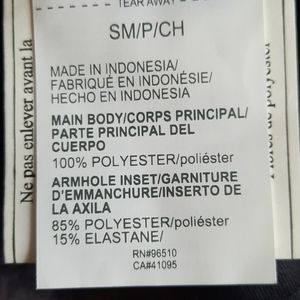 TEAR AWAY
SM/P/CH
MADE IN INDONESIA/
FABRIQUÉ EN INDONÉSIE/
HECHO EN INDONESIA
MAIN BODY/CORPS PRINCIPAL/
PARTE PRINCIPAL DEL
CUERPO
100% POLYESTER/poliéster
ARMHOLE INSET/GARNITURE
D'EMMANCHURE/INSERTO DE
LA AXILA
85% POLYESTER/poliéster
15% ELASTANE/
RN#96510
CA#41095
Ne pas enlever avant la
de polyester